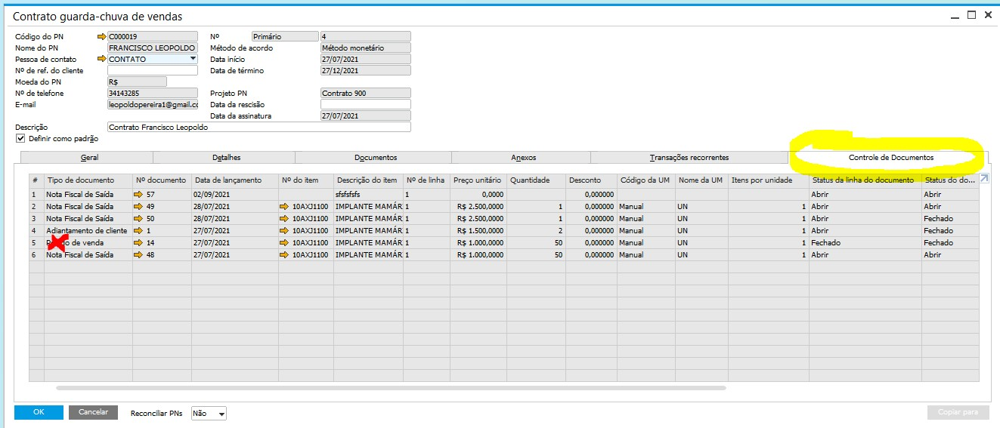 Contrato guarda-chuva de vendas
Código do PN C000019 Nº Primário 4
Nome do PN FRANCISCO LEOPOLDO Método de acordo Método monetário
Pessoa de contato CONTATO Data início 27/07/2021
Nº de ref. do cliente Data de término 27/12/2021
Moeda do PN R$
Nº de telefone 34143285 Projeto PN Contrato 900
E-mail leopoldopereira1@gmail.co Data da rescisão
Data da assinatura 27/07/2021
Descrição Contrato Francisco Leopoldo
Definir como padrão
Geral Detalhes Documentos Anexos Transações recorrentes Controle de Documentos
# Tipo de documento Nº documento Data de lançamento Nº do item Descrição do item Nº de linha Preço unitário Quantidade Desconto Código da UM Nome da UM Itens por unidade Status da linha do documento Status do do...
1 Nota Fiscal de Saída 57 02/09/2021 sfsfsfsfs 1 0,0000 0,000000 Abrir Abrir
2 Nota Fiscal de Saída 49 28/07/2021 10AXJ1100 IMPLANTE MAMÁR 1 R$ 2.500,0000 1 0,000000 Manual UN 1 Abrir Abrir
3 Nota Fiscal de Saída 50 28/07/2021 10AXJ1100 IMPLANTE MAMÁR 1 R$ 2.500,0000 1 0,000000 Manual UN 1 Abrir Fechado
4 Adiantamento de cliente 1 27/07/2021 10AXJ1100 IMPLANTE MAMÁR 1 R$ 1.500,0000 2 0,000000 Manual UN 1 Abrir Fechado
5 de venda 14 27/07/2021 10AXJ1100 IMPLANTE MAMÁR 1 R$ 1.000,0000 50 0,000000 Manual UN 1 Fechado Fechado
6 Nota Fiscal de Saída 48 27/07/2021 10AXJ1100 IMPLANTE MAMÁR 1 R$ 1.000,0000 50 0,000000 Manual UN 1 Abrir Abrir
OK Cancelar Reconciliar PNs Não Copiar para